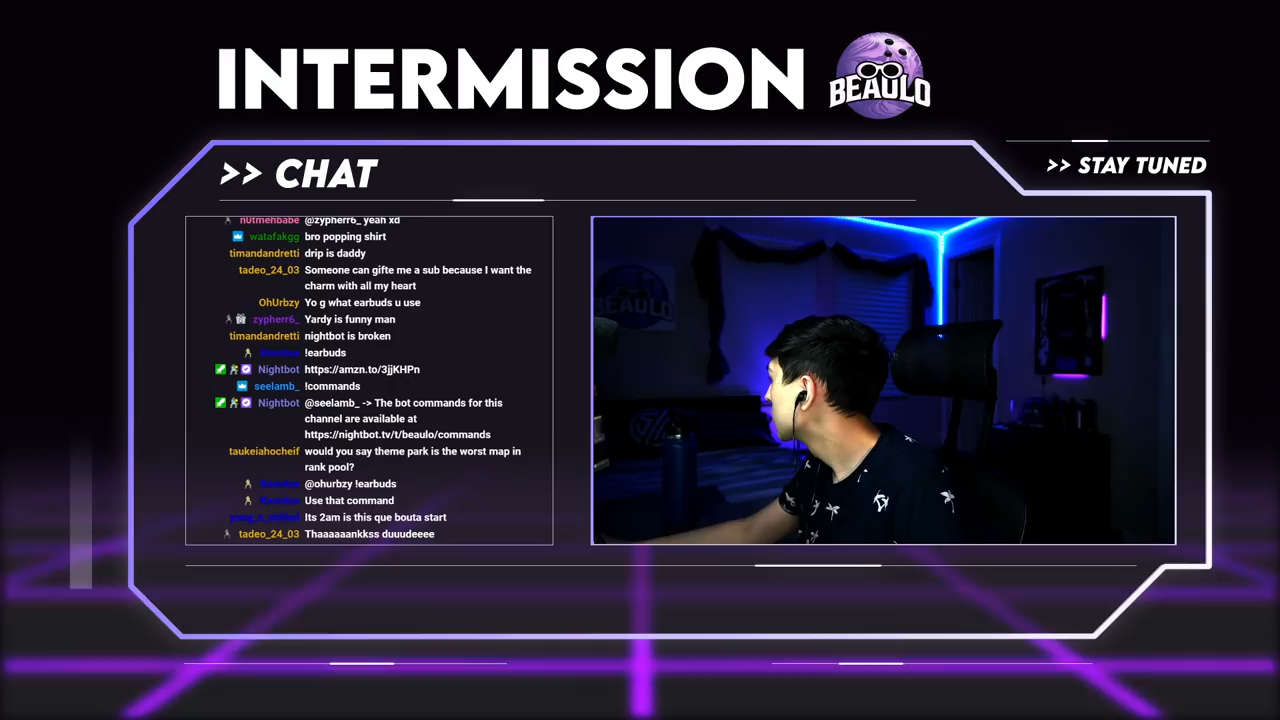 INTERMISSION
BEAULO
>> CHAT
>> STAY TUNED
n0tmenbabe @zypherr6_ yeah xd
watafakgg bro popping shirt
timandandretti drip is daddy
tadeo_24_03 Someone can gifte me a sub because I want the
charm with all my heart
OhUrbzy Yo g what earbuds u use
zypherr6_ Yardy is funny man
timandandretti nightbot is broken
!earbuds
Nightbot https://amzn.to/3jjKHPn
seelamb_ !commands
Nightbot @seelamb_ -> The bot commands for this
channel are available at
https://nightbot.tv/t/beaulo/commands
taukeiahocheif would you say theme park is the worst map in
rank pool?
@ohurbzy !earbuds
Use that command
Its 2am is this que bouta start
tadeo_24_03 Thaaaaaankkss duuudeeee
BEAULO